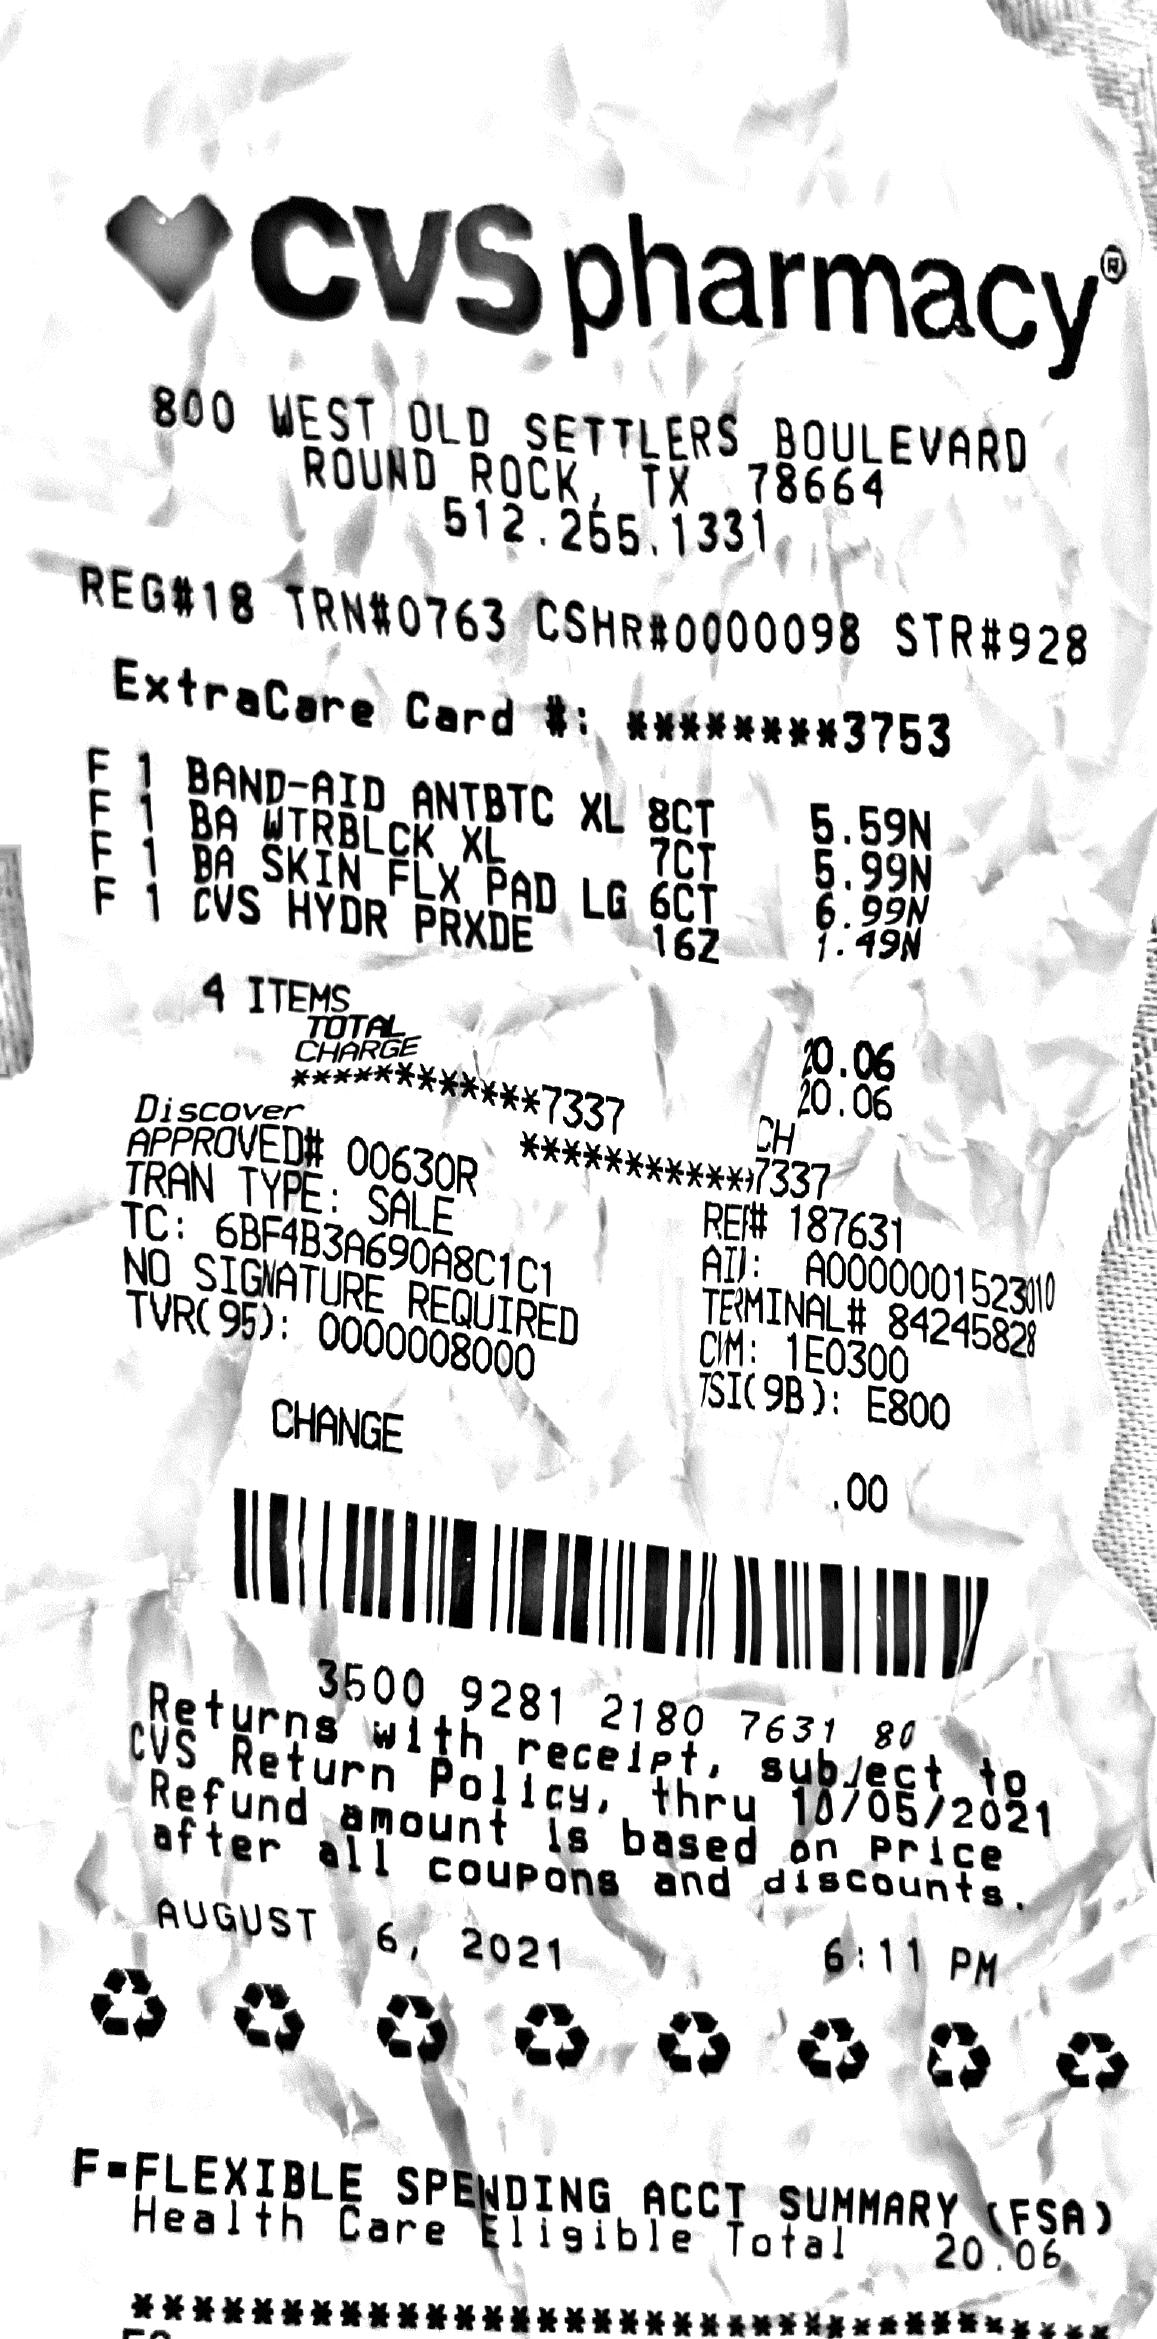 CVS pharmacy®
800 WEST OLD SETTLERS BOULEVARD
ROUND ROCK, TX 78664
512.255.1331
REG#18 TRN#0763 CSHR#0000098 STR#928
ExtraCare Card #: ********3753
F 1 BAND-AID ANTBTC XL 8CT 5.59N
F 1 BA WTRBLCK XL 7CT 5.99N
F 1 BA SKIN FLX PAD LG 6CT 6.99N
F 1 CVS HYDR PRXDE 16Z 1.49N
4 ITEMS
TOTAL 20.06
CHARGE 20.06
************7337 CH
Discover ************7337
APPROVED# 00630R REF# 187631
TRAN TYPE: SALE AID: A0000001523010
TC: 6BF4B3A690A8C1C1 TERMINAL# 84245828
NO SIGNATURE REQUIRED CVM: 1E0300
TVR(95): 0000008000 TSI(9B): E800
CHANGE .00
3500 9281 2180 7631 80
Returns with receipt, subject to
CVS Return Policy, thru 10/05/2021
Refund amount is based on price
after all coupons and discounts.
AUGUST 6, 2021 6:11 PM
F=FLEXIBLE SPENDING ACCT SUMMARY (FSA)
Health Care Eligible Total 20.06
*********************************